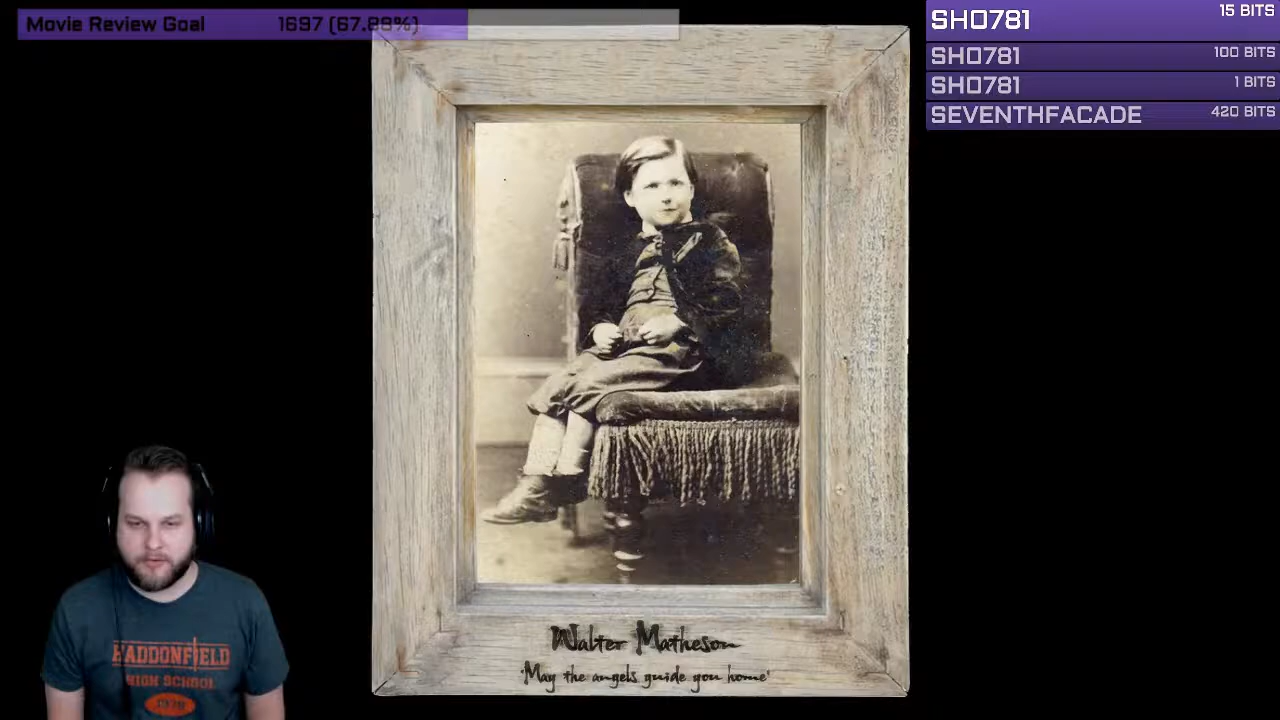 Movie Review Goal 1697 (67.88%)
SHO781 15 BITS
SHO781 100 BITS
SHO781 1 BITS
SEVENTHFACADE 420 BITS
Walter Matheson
'May the angels guide you home'
HADDONFIELD
HIGH SCHOOL
1978